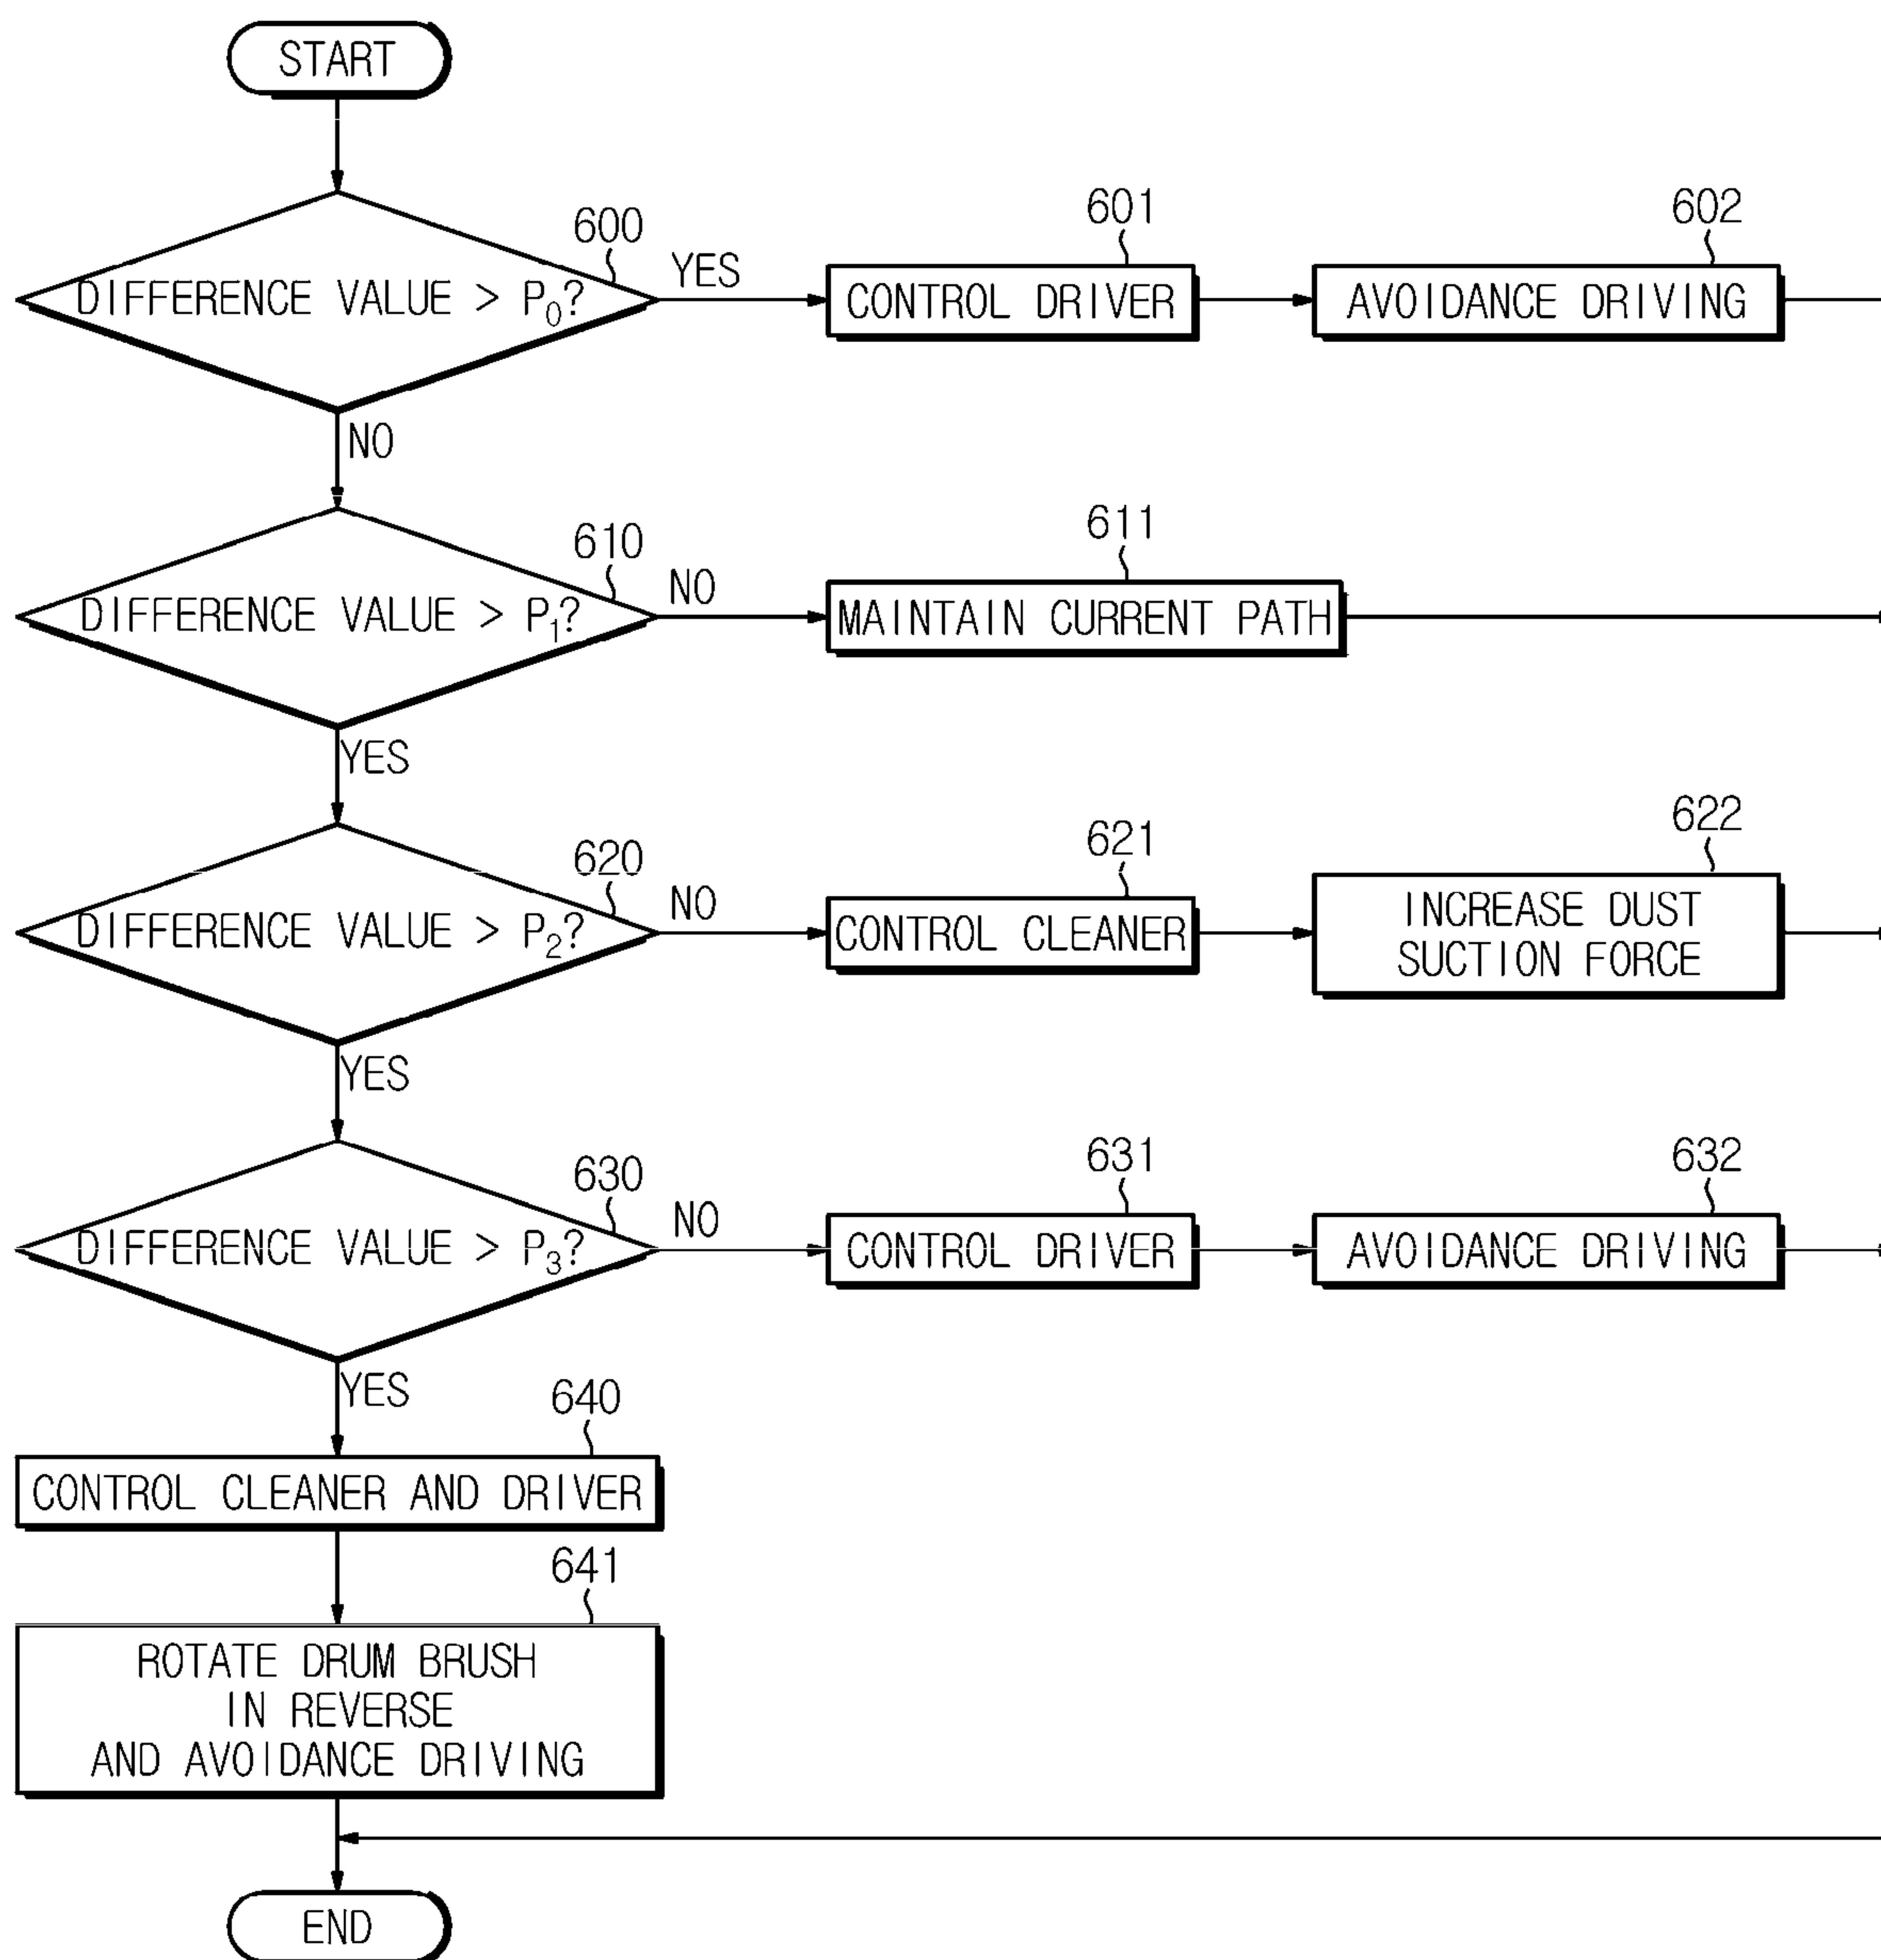 START
600
DIFFERENCE VALUE > P0?
YES
601
CONTROL DRIVER
602
AVOIDANCE DRIVING
NO
610
DIFFERENCE VALUE > P1?
NO
611
MAINTAIN CURRENT PATH
YES
620
DIFFERENCE VALUE > P2?
NO
621
CONTROL CLEANER
622
INCREASE DUST
SUCTION FORCE
YES
630
DIFFERENCE VALUE > P3?
NO
631
CONTROL DRIVER
632
AVOIDANCE DRIVING
YES
640
CONTROL CLEANER AND DRIVER
641
ROTATE DRUM BRUSH
IN REVERSE
AND AVOIDANCE DRIVING
END